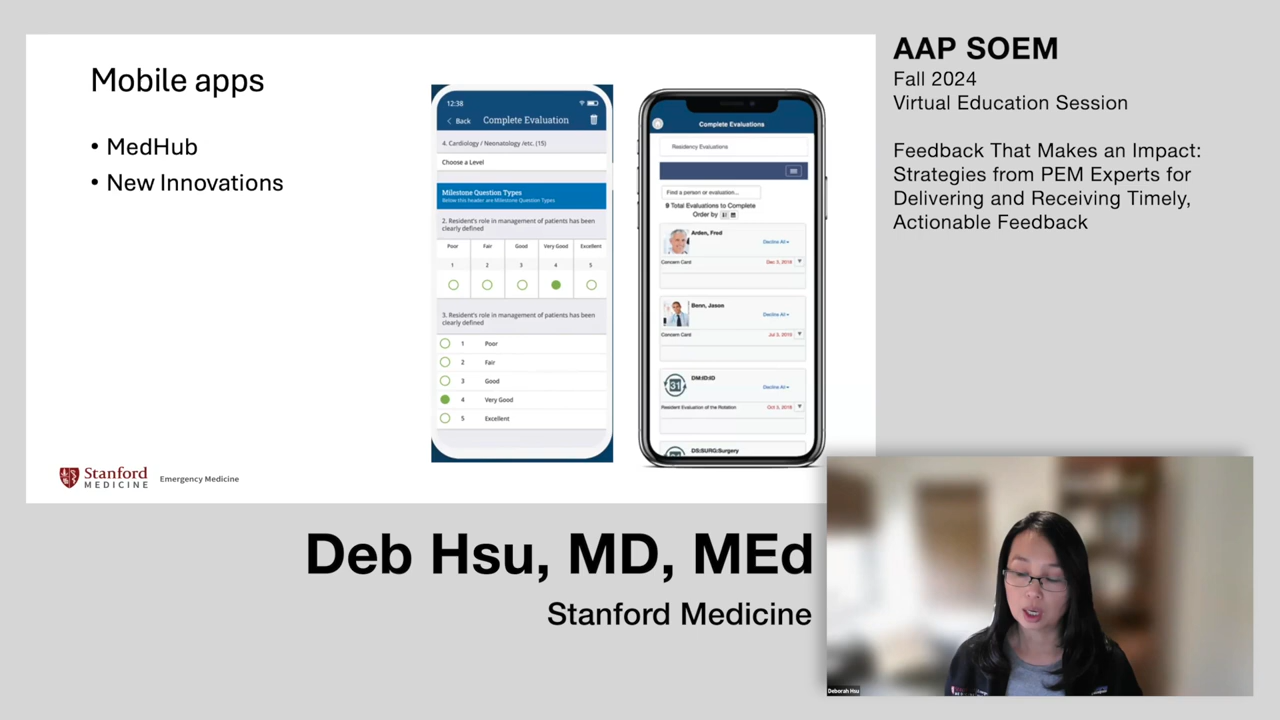 Mobile apps
• MedHub
• New Innovations
12:38
Back Complete Evaluation
4. Cardiology / Neonatology /etc. (15)
Choose a Level
Milestone Question Types
Below this header are Milestone Question Types
2. Resident's role in management of patients has been
clearly defined
Poor Fair Good Very Good Excellent
1 2 3 4 5
3. Resident's role in management of patients has been
clearly defined
1 Poor
2 Fair
3 Good
4 Very Good
5 Excellent
Complete Evaluations
Residency Evaluations
Find a person or evaluation...
9 Total Evaluations to Complete
Order by
Arden, Fred
Decline All
Concern Card Dec 3, 2019
Benn, Jason
Decline All
Concern Card Jul 5, 2019
31
DM:ID:ID
Decline All
Resident Evaluation of the Rotation Oct 3, 2019
DS:SURG:Surgery
Stanford
MEDICINE
Emergency Medicine
AAP SOEM
Fall 2024
Virtual Education Session
Feedback That Makes an Impact:
Strategies from PEM Experts for
Delivering and Receiving Timely,
Actionable Feedback
Deb Hsu, MD, MEd
Stanford Medicine
Deborah Hsu